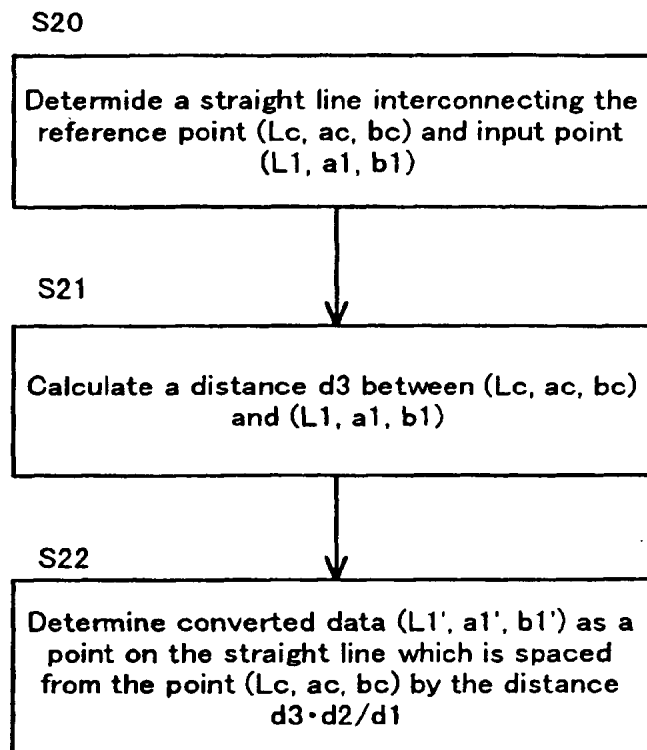 S20
Determide a straight line interconnecting the
reference point (Lc, ac, bc) and input point
(L1, a1, b1)
S21
Calculate a distance d3 between (Lc, ac, bc)
and (L1, a1, b1)
S22
Determine converted data (L1', a1', b1') as a
point on the straight line which is spaced
from the point (Lc, ac, bc) by the distance
d3·d2/d1